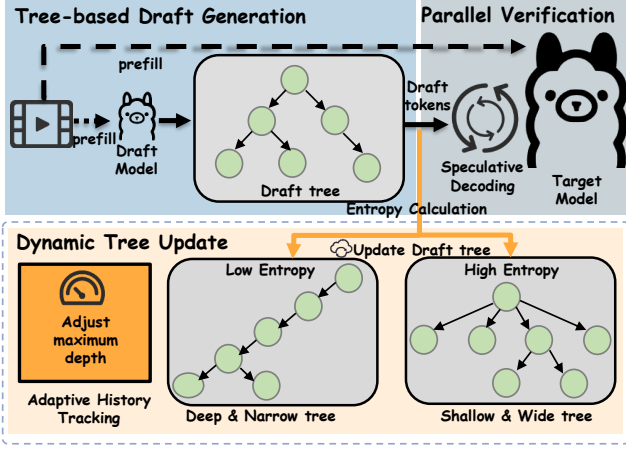 Tree-based Draft Generation
Parallel Verification
prefill
prefill
Draft
Model
Draft tree
Draft
tokens
Speculative
Decoding
Target
Model
Entropy Calculation
Dynamic Tree Update
Update Draft tree
Adjust
maximum
depth
Adaptive History
Tracking
Low Entropy
Deep & Narrow tree
High Entropy
Shallow & Wide tree